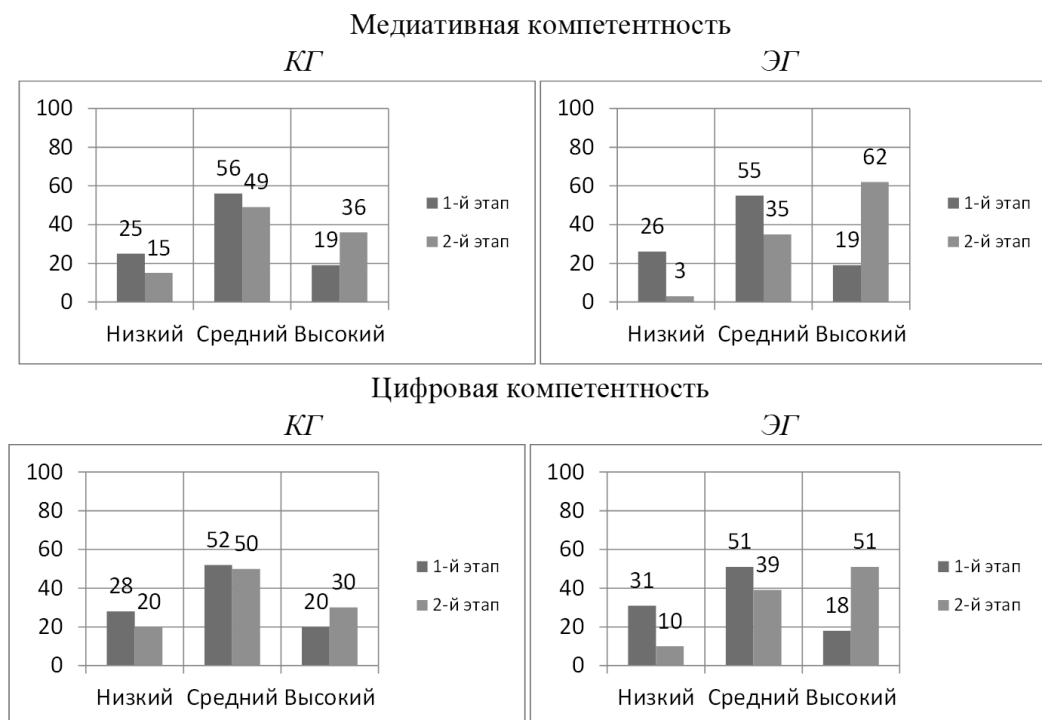 Медиативная компетентность
КГ
ЭГ
100
80
60
40
20
0
25
15
56
49
19
36
Низкий Средний Высокий
1-й этап
2-й этап
100
80
60
40
20
0
26
3
55
35
19
62
Низкий Средний Высокий
1-й этап
2-й этап
Цифровая компетентность
КГ
ЭГ
100
80
60
40
20
0
28
20
52
50
20
30
Низкий Средний Высокий
1-й этап
2-й этап
100
80
60
40
20
0
31
10
51
39
18
51
Низкий Средний Высокий
1-й этап
2-й этап